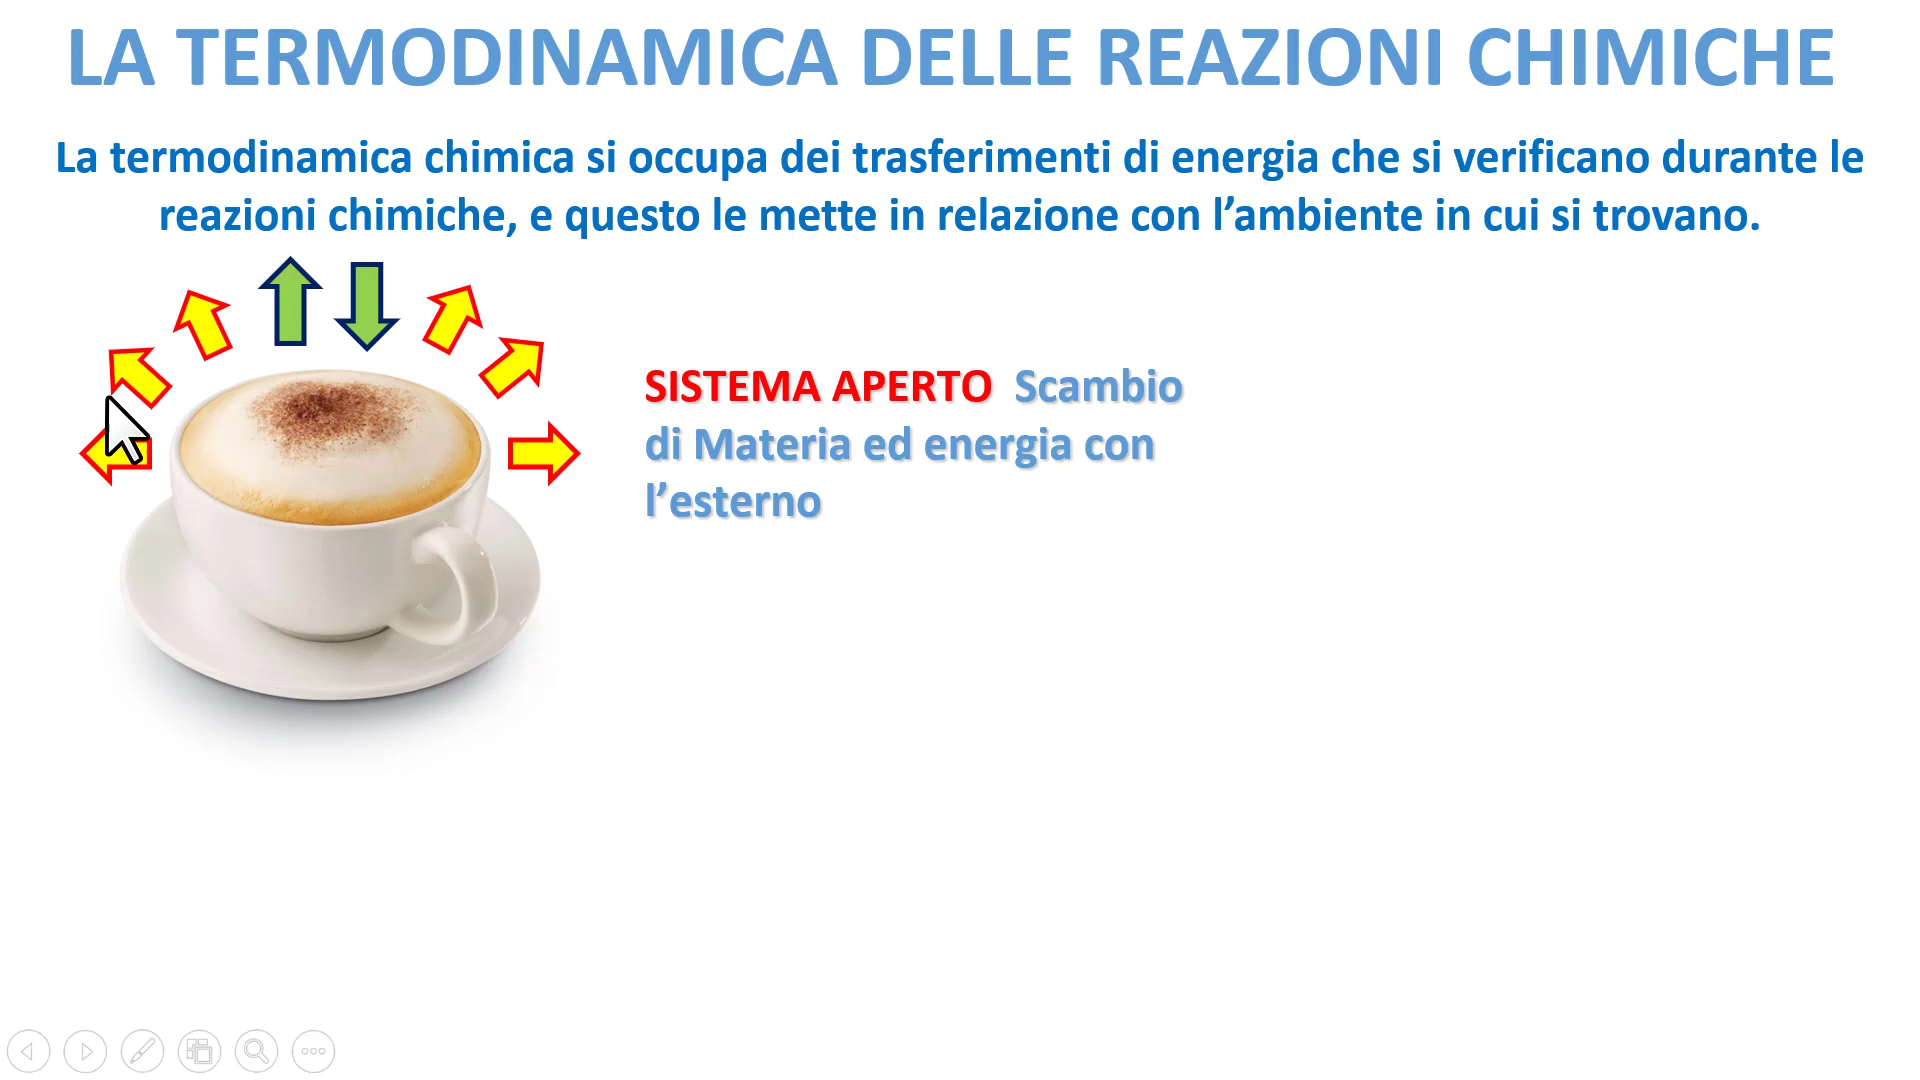 LA TERMODINAMICA DELLE REAZIONI CHIMICHE
La termodinamica chimica si occupa dei trasferimenti di energia che si verificano durante le
reazioni chimiche, e questo le mette in relazione con l’ambiente in cui si trovano.
SISTEMA APERTO Scambio
di Materia ed energia con
l’esterno